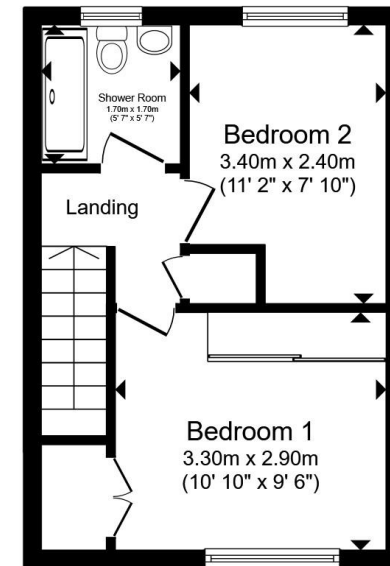 Shower Room
1.70m x 1.70m
(5' 7" x 5' 7")
Bedroom 2
3.40m x 2.40m
(11' 2" x 7' 10")
Landing
Bedroom 1
3.30m x 2.90m
(10' 10" x 9' 6")